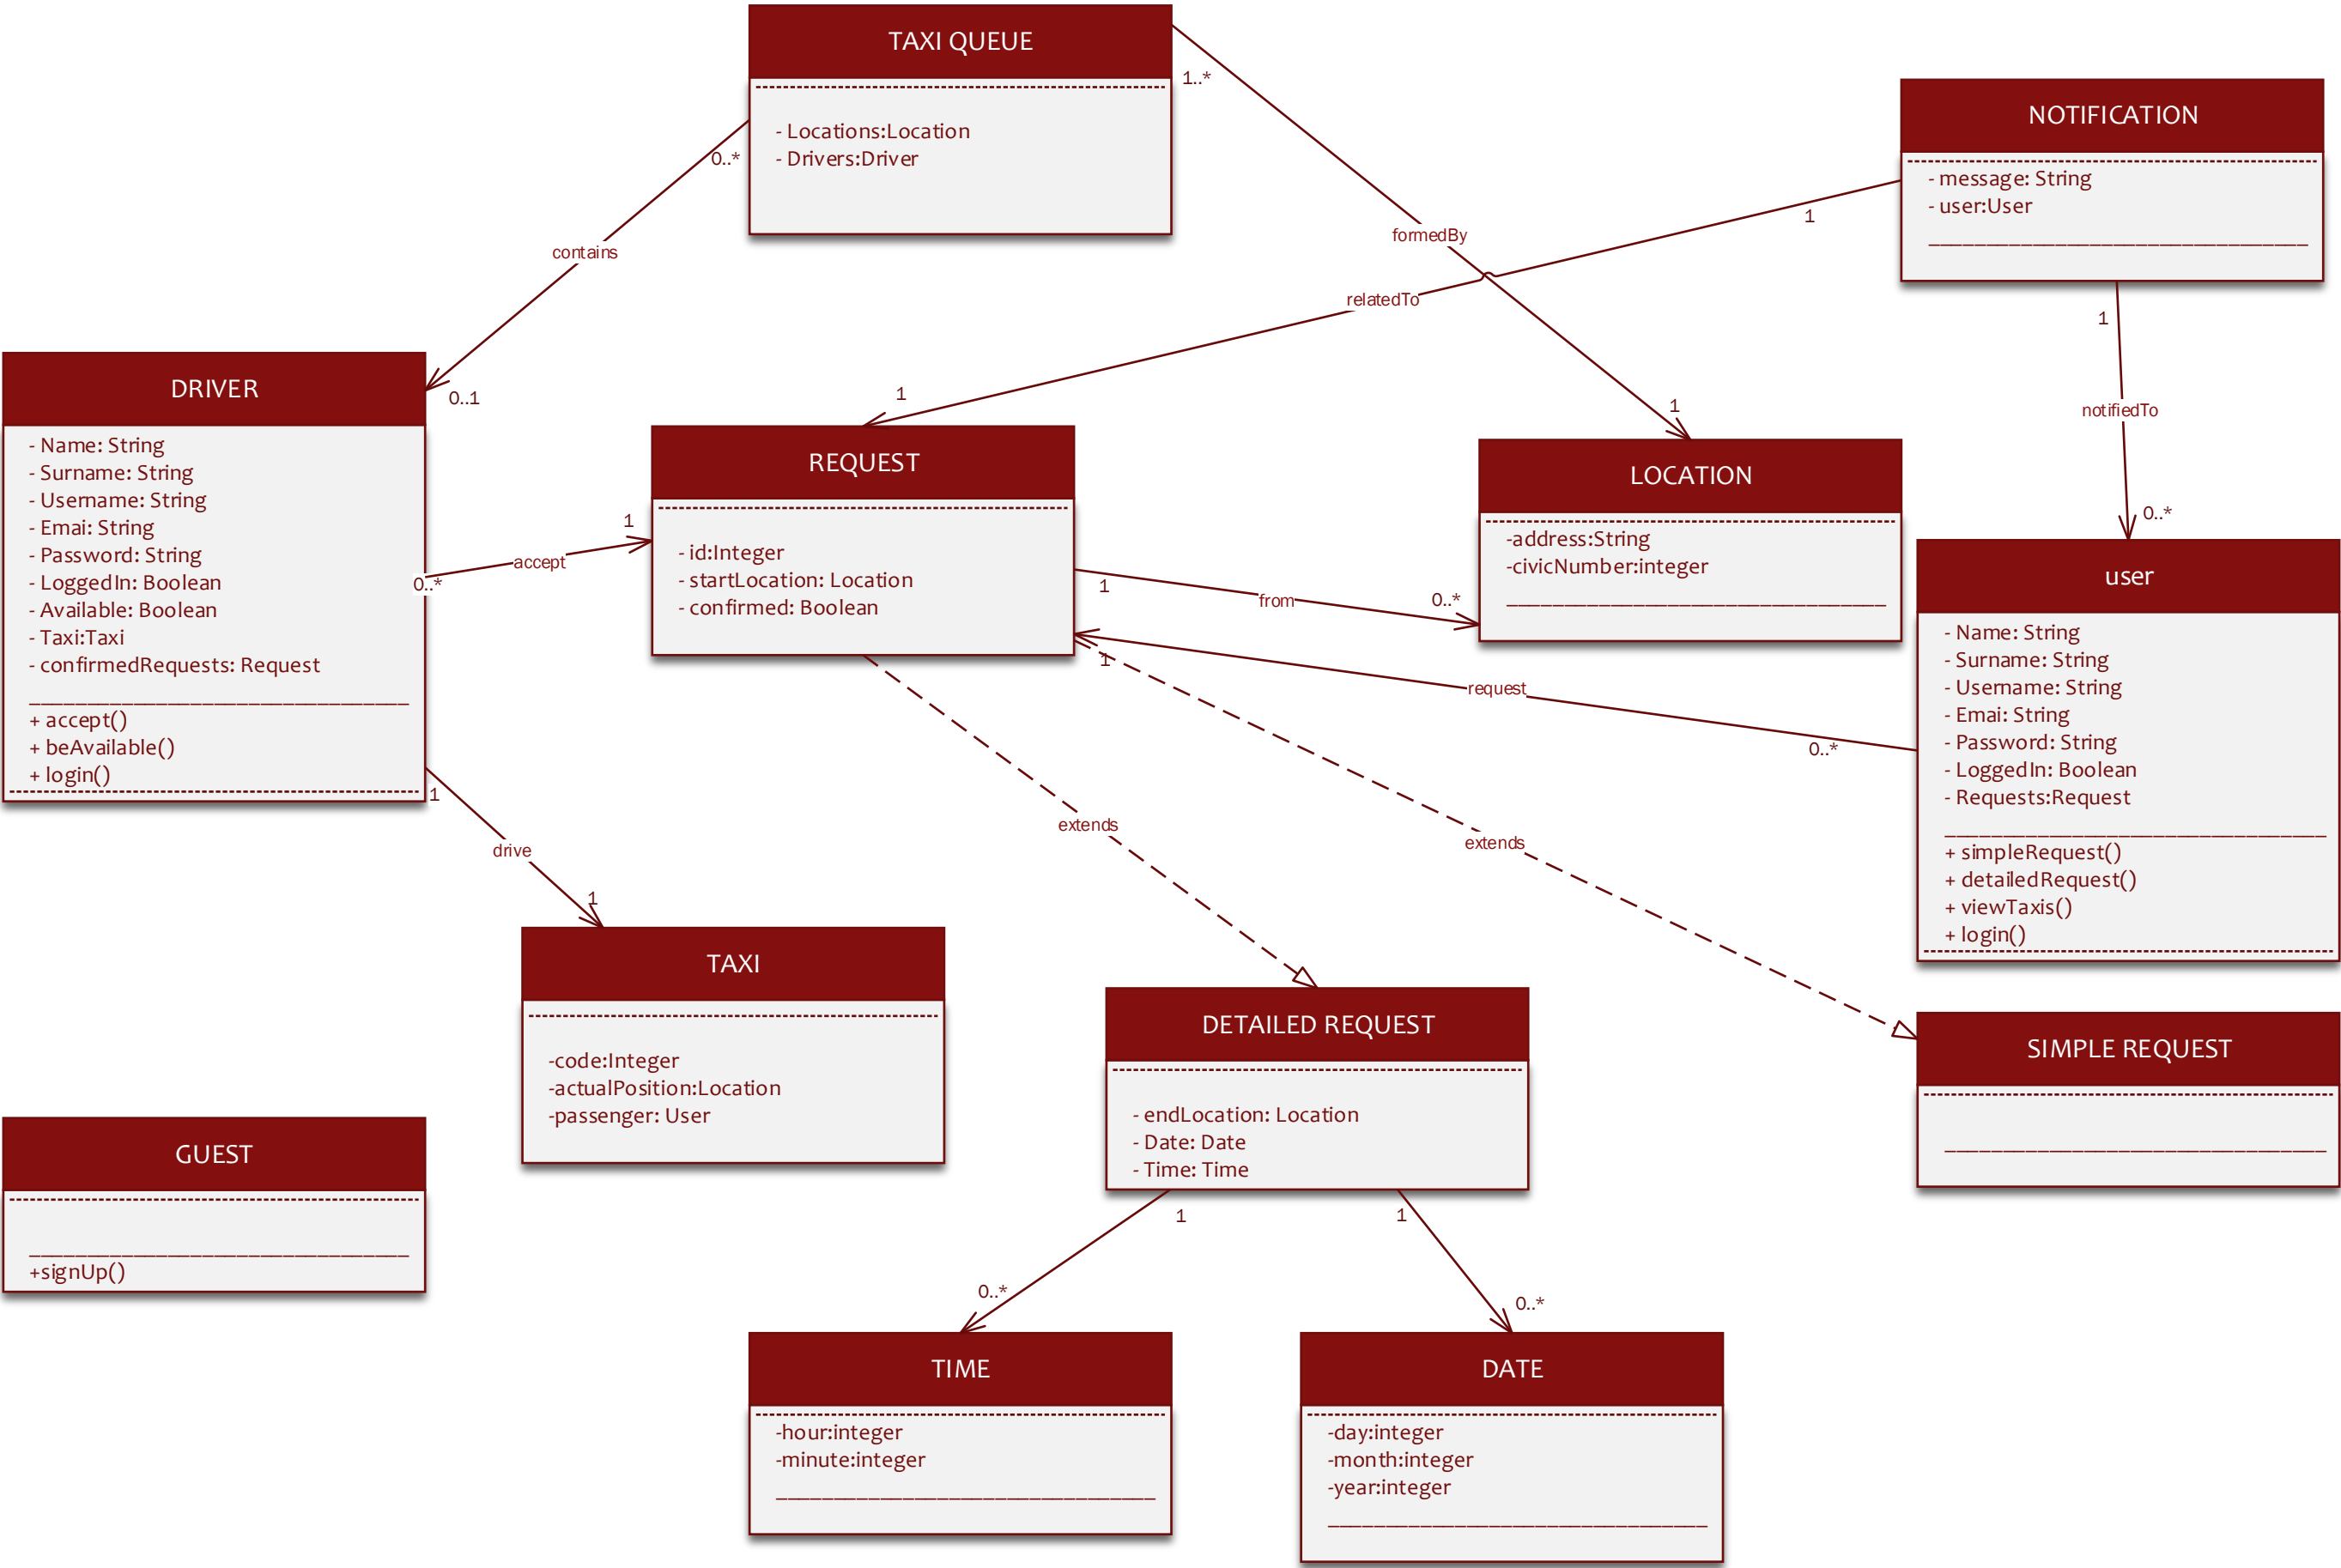 TAXI QUEUE
- Locations:Location
- Drivers:Driver
1..*
0..*
contains
0..1
formedBy
1
NOTIFICATION
- message: String
- user:User
1
relatedTo
1
1
notifiedTo
0..*
DRIVER
- Name: String
- Surname: String
- Username: String
- Emai: String
- Password: String
- LoggedIn: Boolean
- Available: Boolean
- Taxi:Taxi
- confirmedRequests: Request
+ accept()
+ beAvailable()
+ login()
0..*
accept
1
REQUEST
- id:Integer
- startLocation: Location
- confirmed: Boolean
1
from
0..*
LOCATION
-address:String
-civicNumber:integer
1
request
0..*
user
- Name: String
- Surname: String
- Username: String
- Emai: String
- Password: String
- LoggedIn: Boolean
- Requests:Request
+ simpleRequest()
+ detailedRequest()
+ viewTaxis()
+ login()
1
drive
1
extends
extends
TAXI
-code:Integer
-actualPosition:Location
-passenger: User
DETAILED REQUEST
- endLocation: Location
- Date: Date
- Time: Time
SIMPLE REQUEST
GUEST
+signUp()
1
0..*
1
0..*
TIME
-hour:integer
-minute:integer
DATE
-day:integer
-month:integer
-year:integer